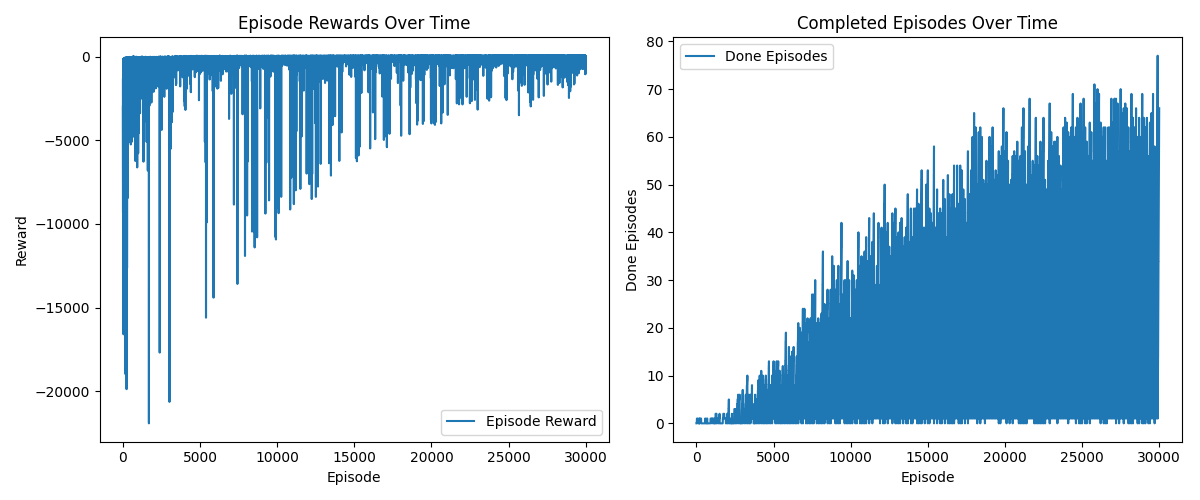 Episode Rewards Over Time
Reward
0
−5000
−10000
−15000
−20000
Episode Reward
0 5000 10000 15000 20000 25000 30000
Episode
Completed Episodes Over Time
Done Episodes
80
70
60
50
40
30
20
10
0
Done Episodes
0 5000 10000 15000 20000 25000 30000
Episode